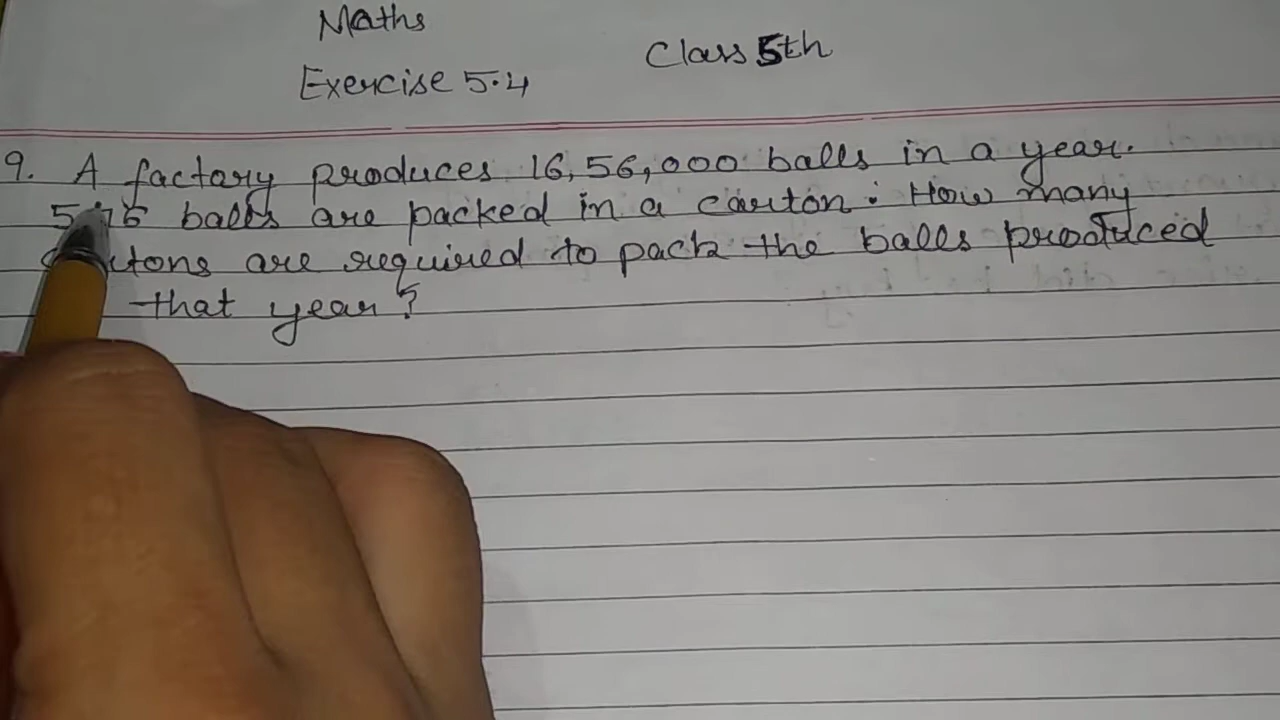 Maths
Class 5th
Exercise 5.4
9. A factory produces 16,56,000 balls in a year.
balls are packed in a carton. How many
are required to pack the balls produced
that year?